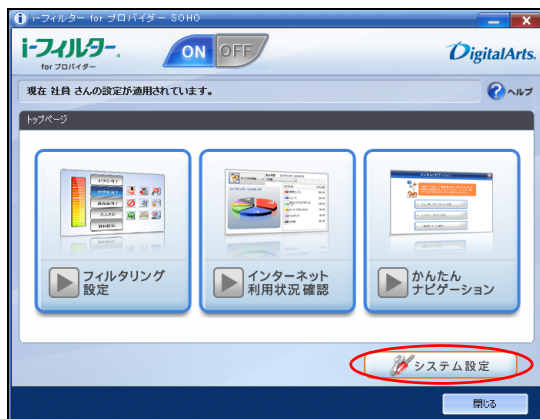 i-フィルター for プロバイダー SOHO
i-フィルター.
for プロバイダー
ON OFF
DigitalArts.
現在 社員 さんの設定が適用されています。
ヘルプ
トップページ
フィルタリング
設定
インターネット
利用状況確認
かんたん
ナビゲーション
システム設定
閉じる